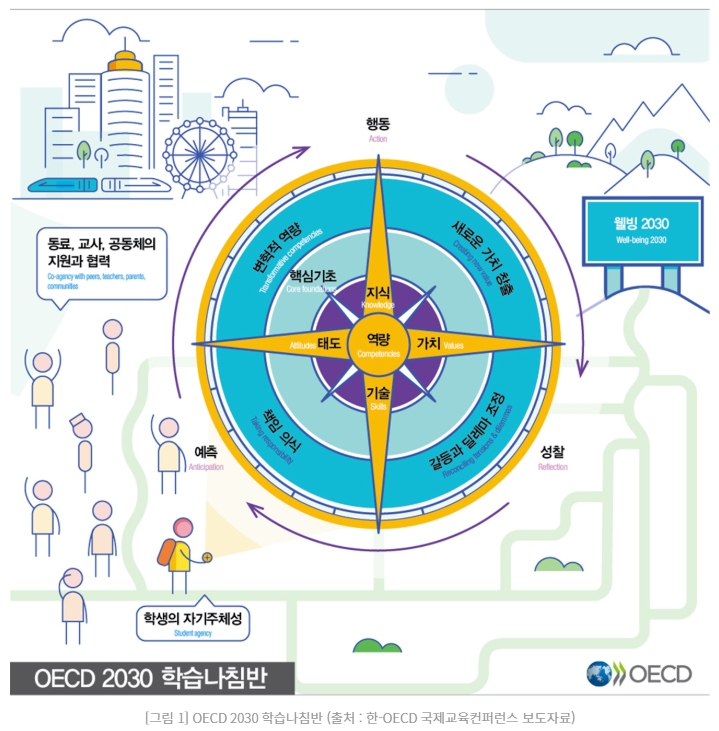 행동
Action
웰빙 2030
Well-being 2030
동료, 교사, 공동체의
지원과 협력
Co-agency with peers, teachers, parents,
communities
변혁적 역량
Transformative competencies
새로운 가치 창출
Creating new value
핵심기초
Core foundations
지식
Knowledge
Attitudes 태도
역량
Competencies
가치 Values
기술
Skills
책임 의식
Taking responsibility
갈등과 딜레마 조정
Reconciling tensions & dilemmas
예측
Anticipation
성찰
Reflection
학생의 자기주체성
Student agency
OECD 2030 학습나침반
OECD
[그림 1] OECD 2030 학습나침반 (출처 : 한-OECD 국제교육컨퍼런스 보도자료)